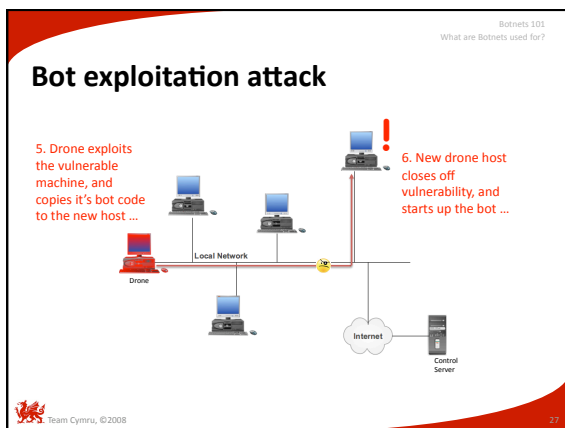 Botnets 101
What are Botnets used for?
Bot exploitation attack
5. Drone exploits
the vulnerable
machine, and
copies it's bot code
to the new host ...
!
6. New drone host
closes off
vulnerability, and
starts up the bot ...
Local Network
Drone
Internet
Control
Server
Team Cymru, ©2008
27